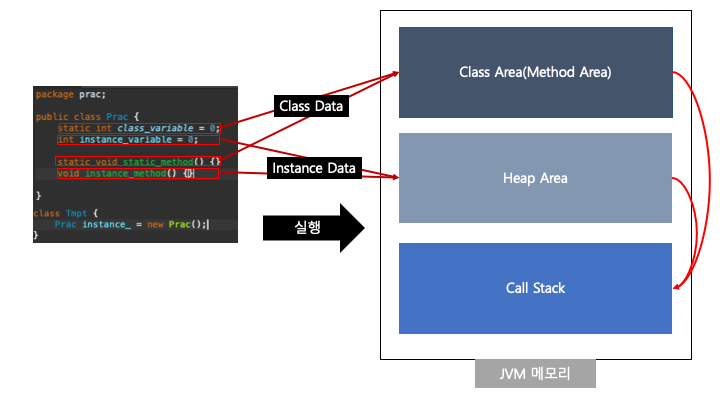 package prac;
public class Prac {
static int class_variable = 0;
int instance_variable = 0;
static void static_method() {}
void instance_method() {}
}
class Tmpt {
Prac instance_ = new Prac();
}
Class Data
Instance Data
실행
Class Area(Method Area)
Heap Area
Call Stack
JVM 메모리